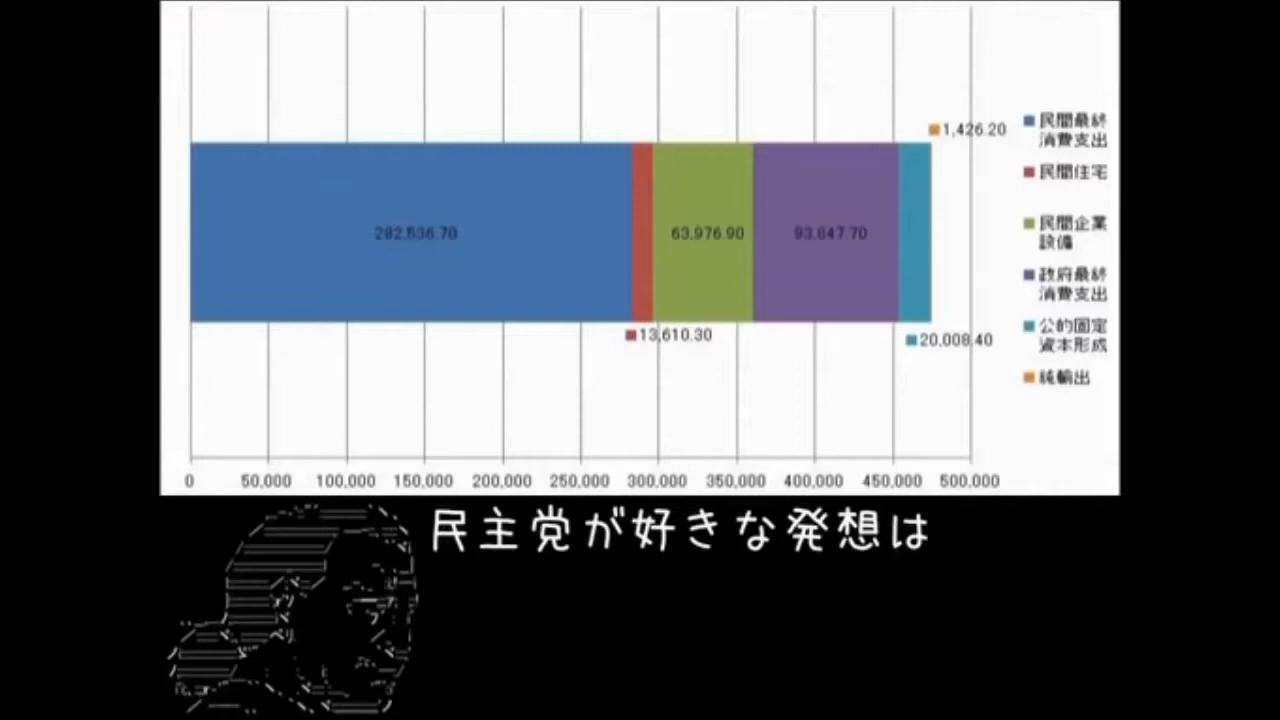 1,426.20
民間最終
消費支出
民間住宅
282,536.70
63,976.90
93,847.70
民間企業
設備
政府最終
消費支出
13,610.30
20,008.40
公的固定
資本形成
純輸出
0 50,000 100,000 150,000 200,000 250,000 300,000 350,000 400,000 450,000 500,000
民主党が好きな発想は